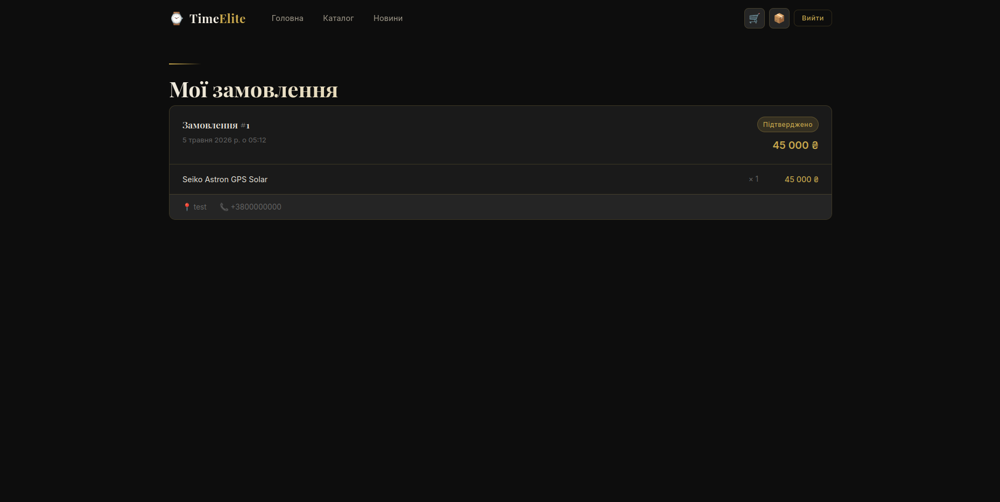 TimeElite
Головна
Каталог
Новини
Вийти
Мої замовлення
Замовлення #1
Підтверджено
5 травня 2026 р. о 05:12
45 000 ₴
Seiko Astron GPS Solar
× 1
45 000 ₴
test
+3800000000